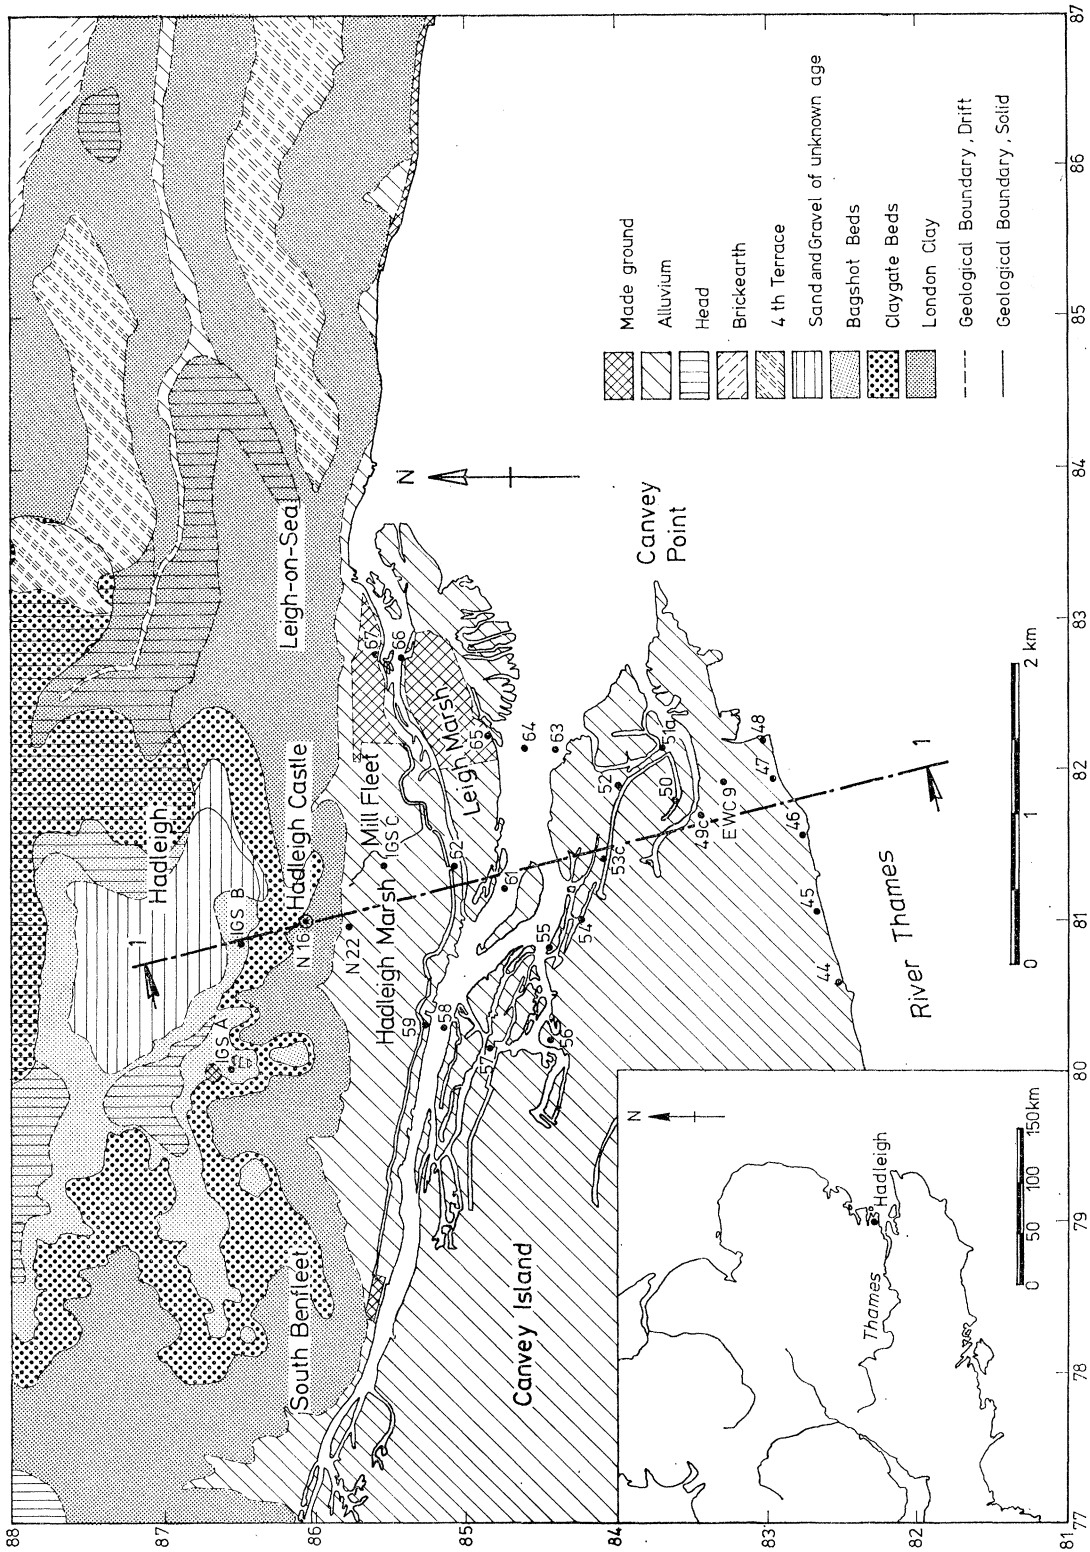 88
87
86
85
84
83
82
81
77
78
79
80
81
82
83
84
85
86
87
South Benfleet
Hadleigh
Hadleigh Castle
Leigh-on-Sea
IGS A
IGS B
N 16
N 22
IGS C
Mill Fleet
Hadleigh Marsh
Leigh Marsh
Canvey Island
Canvey
Point
River Thames
1
1
44
45
46
47
48
49c
50
51a
52
53c
54
55
56
57
58
59
61
62
63
64
65
66
67
EWC 9
N
0
1
2 km
Made ground
Alluvium
Head
Brickearth
4 th Terrace
Sand and Gravel of unknown age
Bagshot Beds
Claygate Beds
London Clay
Geological Boundary, Drift
Geological Boundary, Solid
N
Thames
Hadleigh
0
50
100
150km